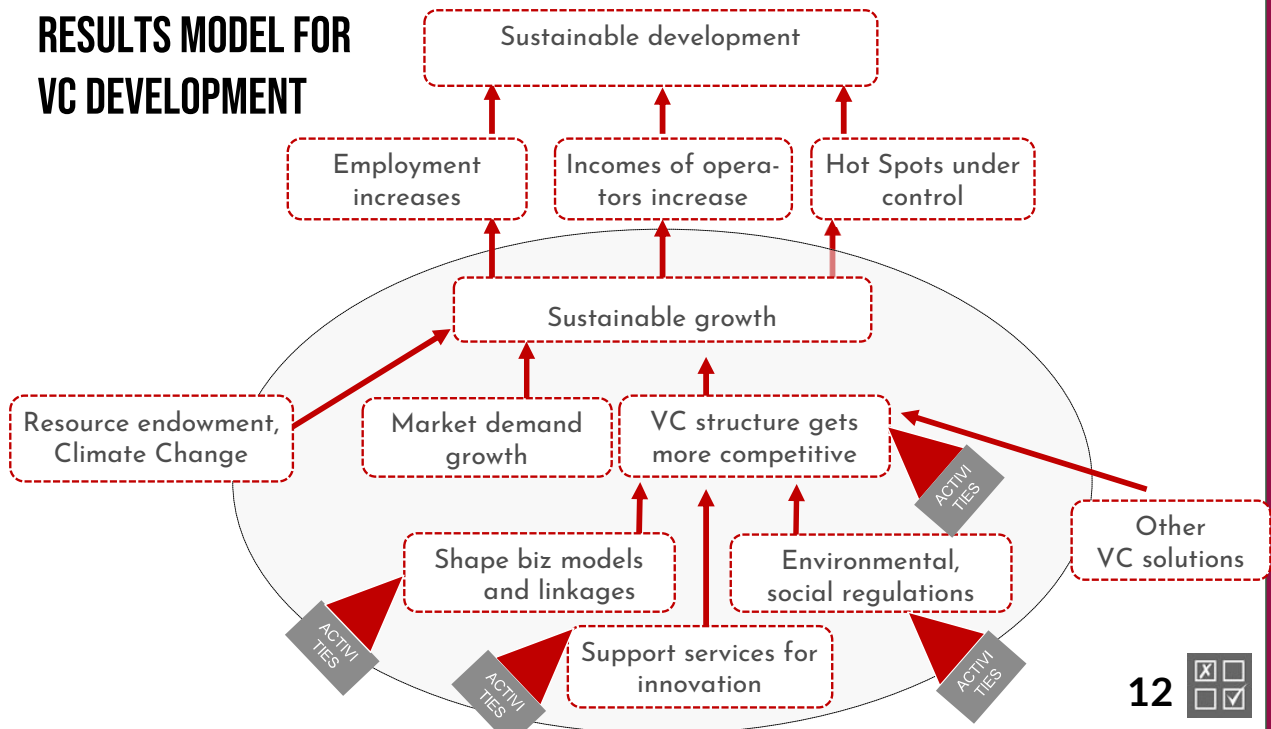 RESULTS MODEL FOR
VC DEVELOPMENT
Sustainable development
Employment
increases
Incomes of opera-
tors increase
Hot Spots under
control
Sustainable growth
Resource endowment,
Climate Change
Market demand
growth
VC structure gets
more competitive
ACTIVI
TIES
Other
VC solutions
Shape biz models
and linkages
Environmental,
social regulations
ACTIVI
TIES
Support services for
innovation
ACTIVI
TIES
ACTIVI
TIES
12